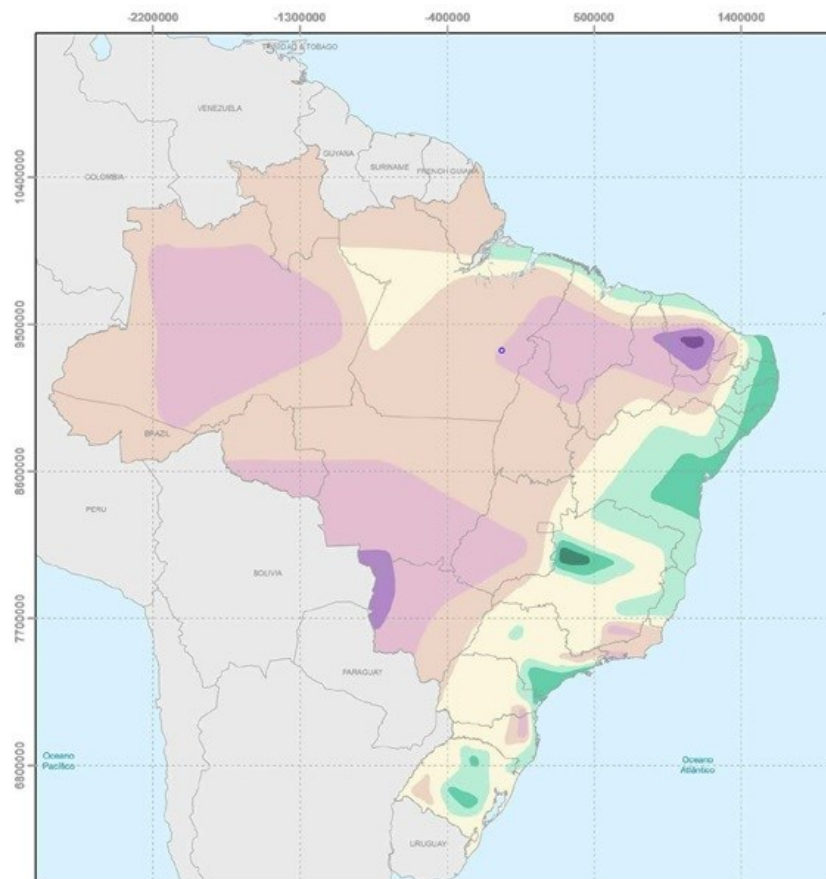 -2200000 -1300000 -400000 500000 1400000
TRINIDAD & TOBAGO
VENEZUELA
GUYANA
SURINAME
FRENCH GUIANA
COLOMBIA
10400000
9500000
BRAZIL
8600000
PERU
BOLIVIA
7700000
PARAGUAY
Oceano
Pacífico
Oceano
Atlântico
6800000
URUGUAY